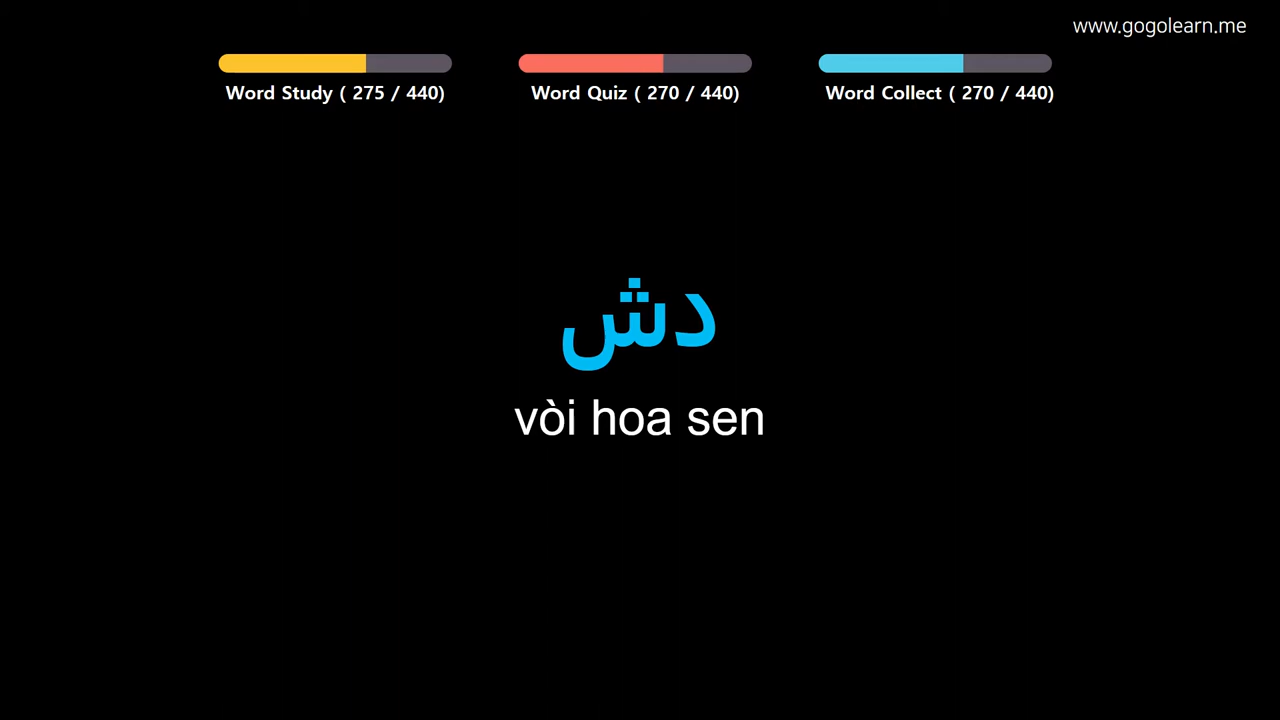 www.gogolearn.me
Word Study ( 275 / 440)
Word Quiz ( 270 / 440)
Word Collect ( 270 / 440)
دش
vòi hoa sen